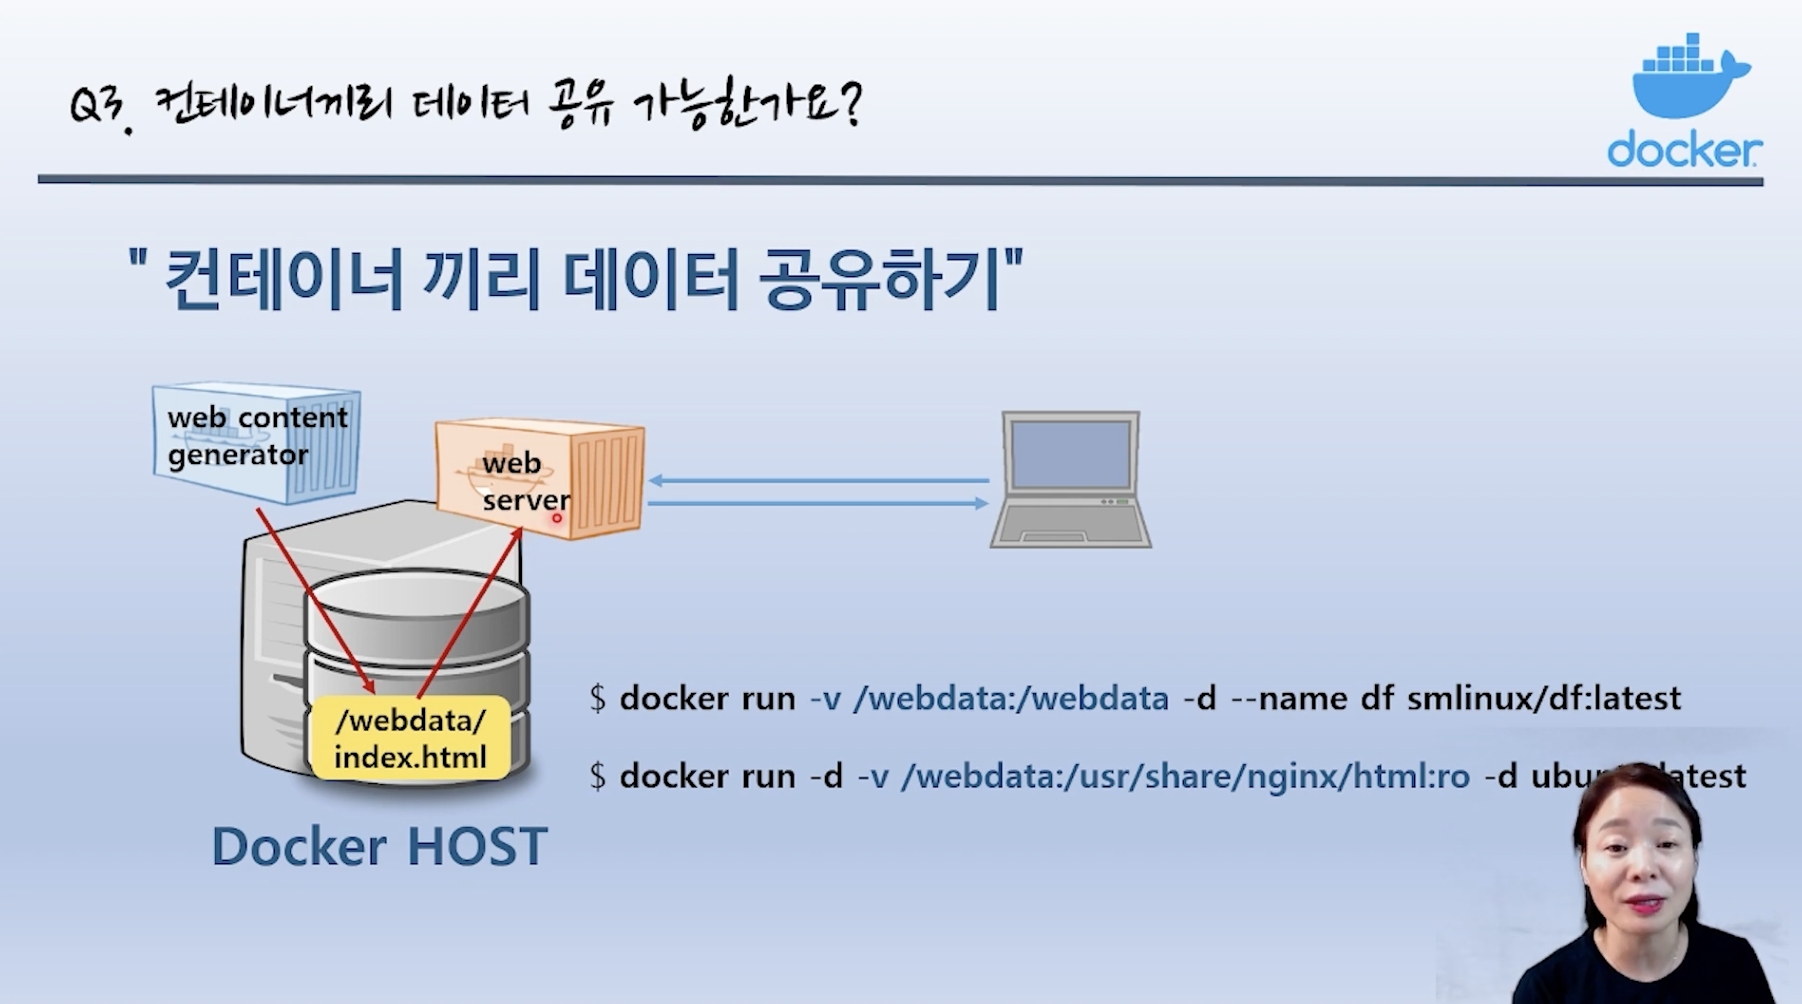 Q3. 컨테이너끼리 데이터 공유 가능한가요?
docker
" 컨테이너 끼리 데이터 공유하기"
web content
generator
web
server
/webdata/
index.html
$ docker run -v /webdata:/webdata -d --name df smlinux/df:latest
$ docker run -d -v /webdata:/usr/share/nginx/html:ro -d
Docker HOST